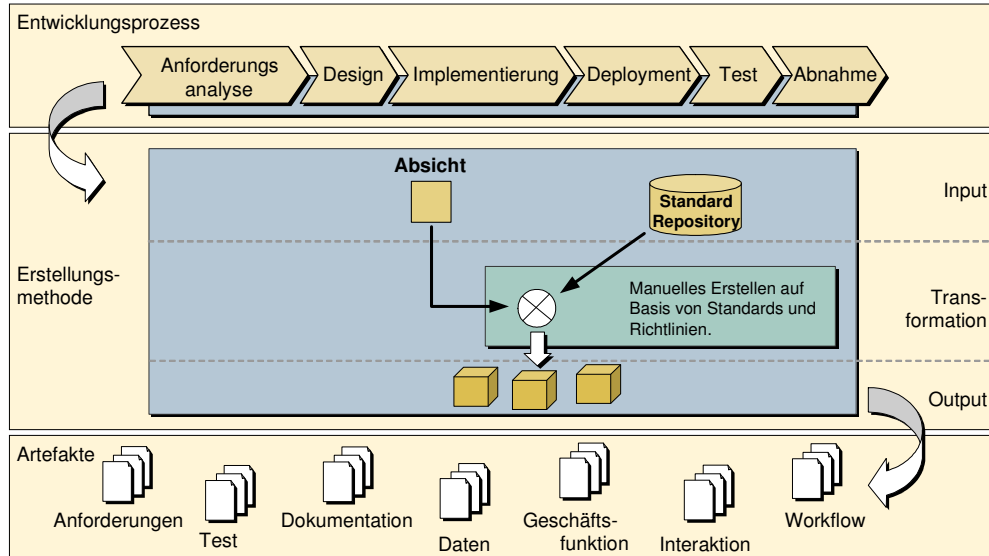 Entwicklungsprozess
Anforderungs
analyse
Design
Implementierung
Deployment
Test
Abnahme
Absicht
Standard
Repository
Input
Erstellungs-
methode
Manuelles Erstellen auf
Basis von Standards und
Richtlinien.
Trans-
formation
Output
Artefakte
Anforderungen
Test
Dokumentation
Daten
Geschäfts-
funktion
Interaktion
Workflow